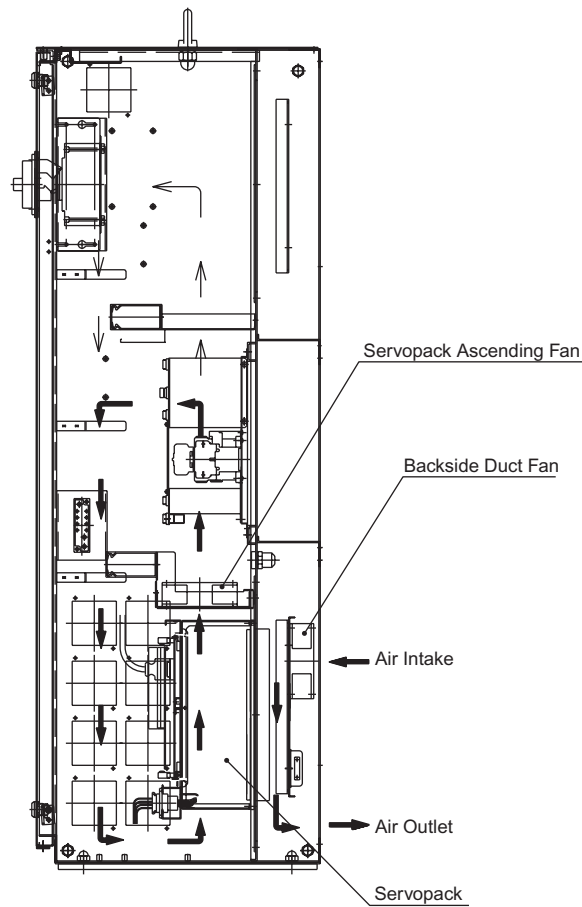 Servopack Ascending Fan
Backside Duct Fan
Air Intake
Air Outlet
Servopack